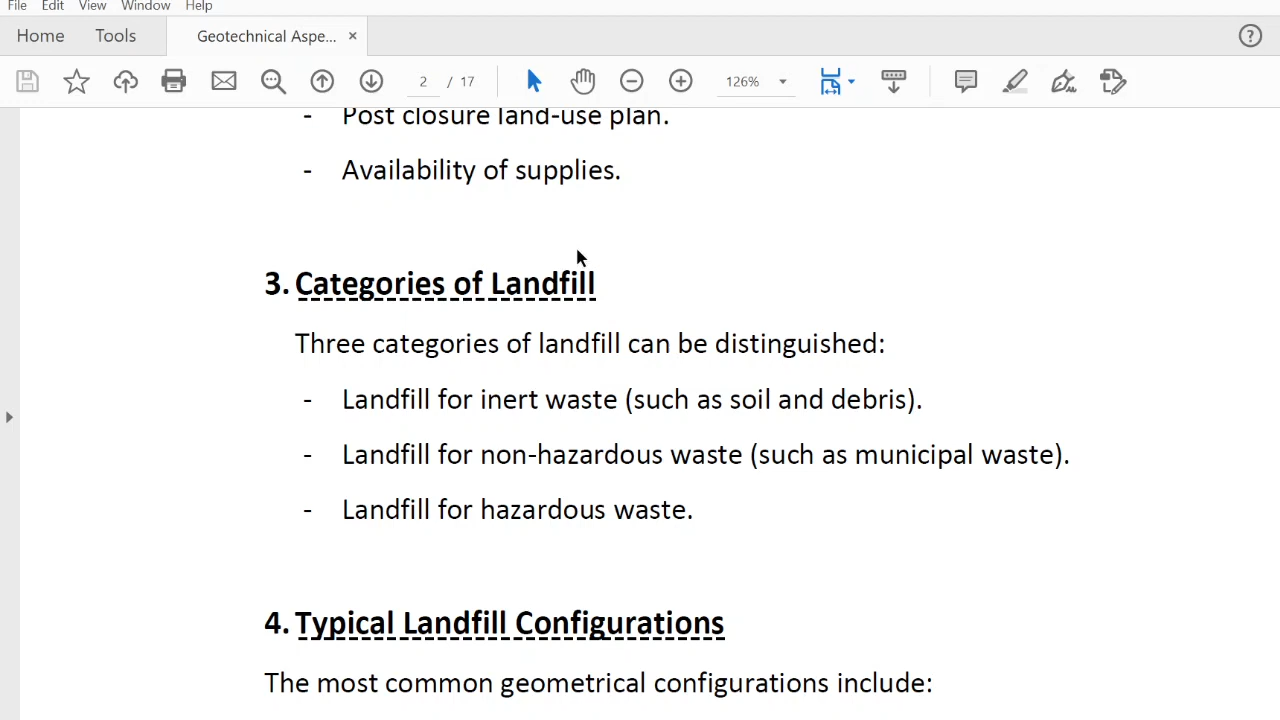 File Edit View Window Help
Home Tools Geotechnical Aspe... ×
2 / 17 126%
- Post closure land-use plan.
- Availability of supplies.
3. Categories of Landfill
Three categories of landfill can be distinguished:
- Landfill for inert waste (such as soil and debris).
- Landfill for non-hazardous waste (such as municipal waste).
- Landfill for hazardous waste.
4. Typical Landfill Configurations
The most common geometrical configurations include: